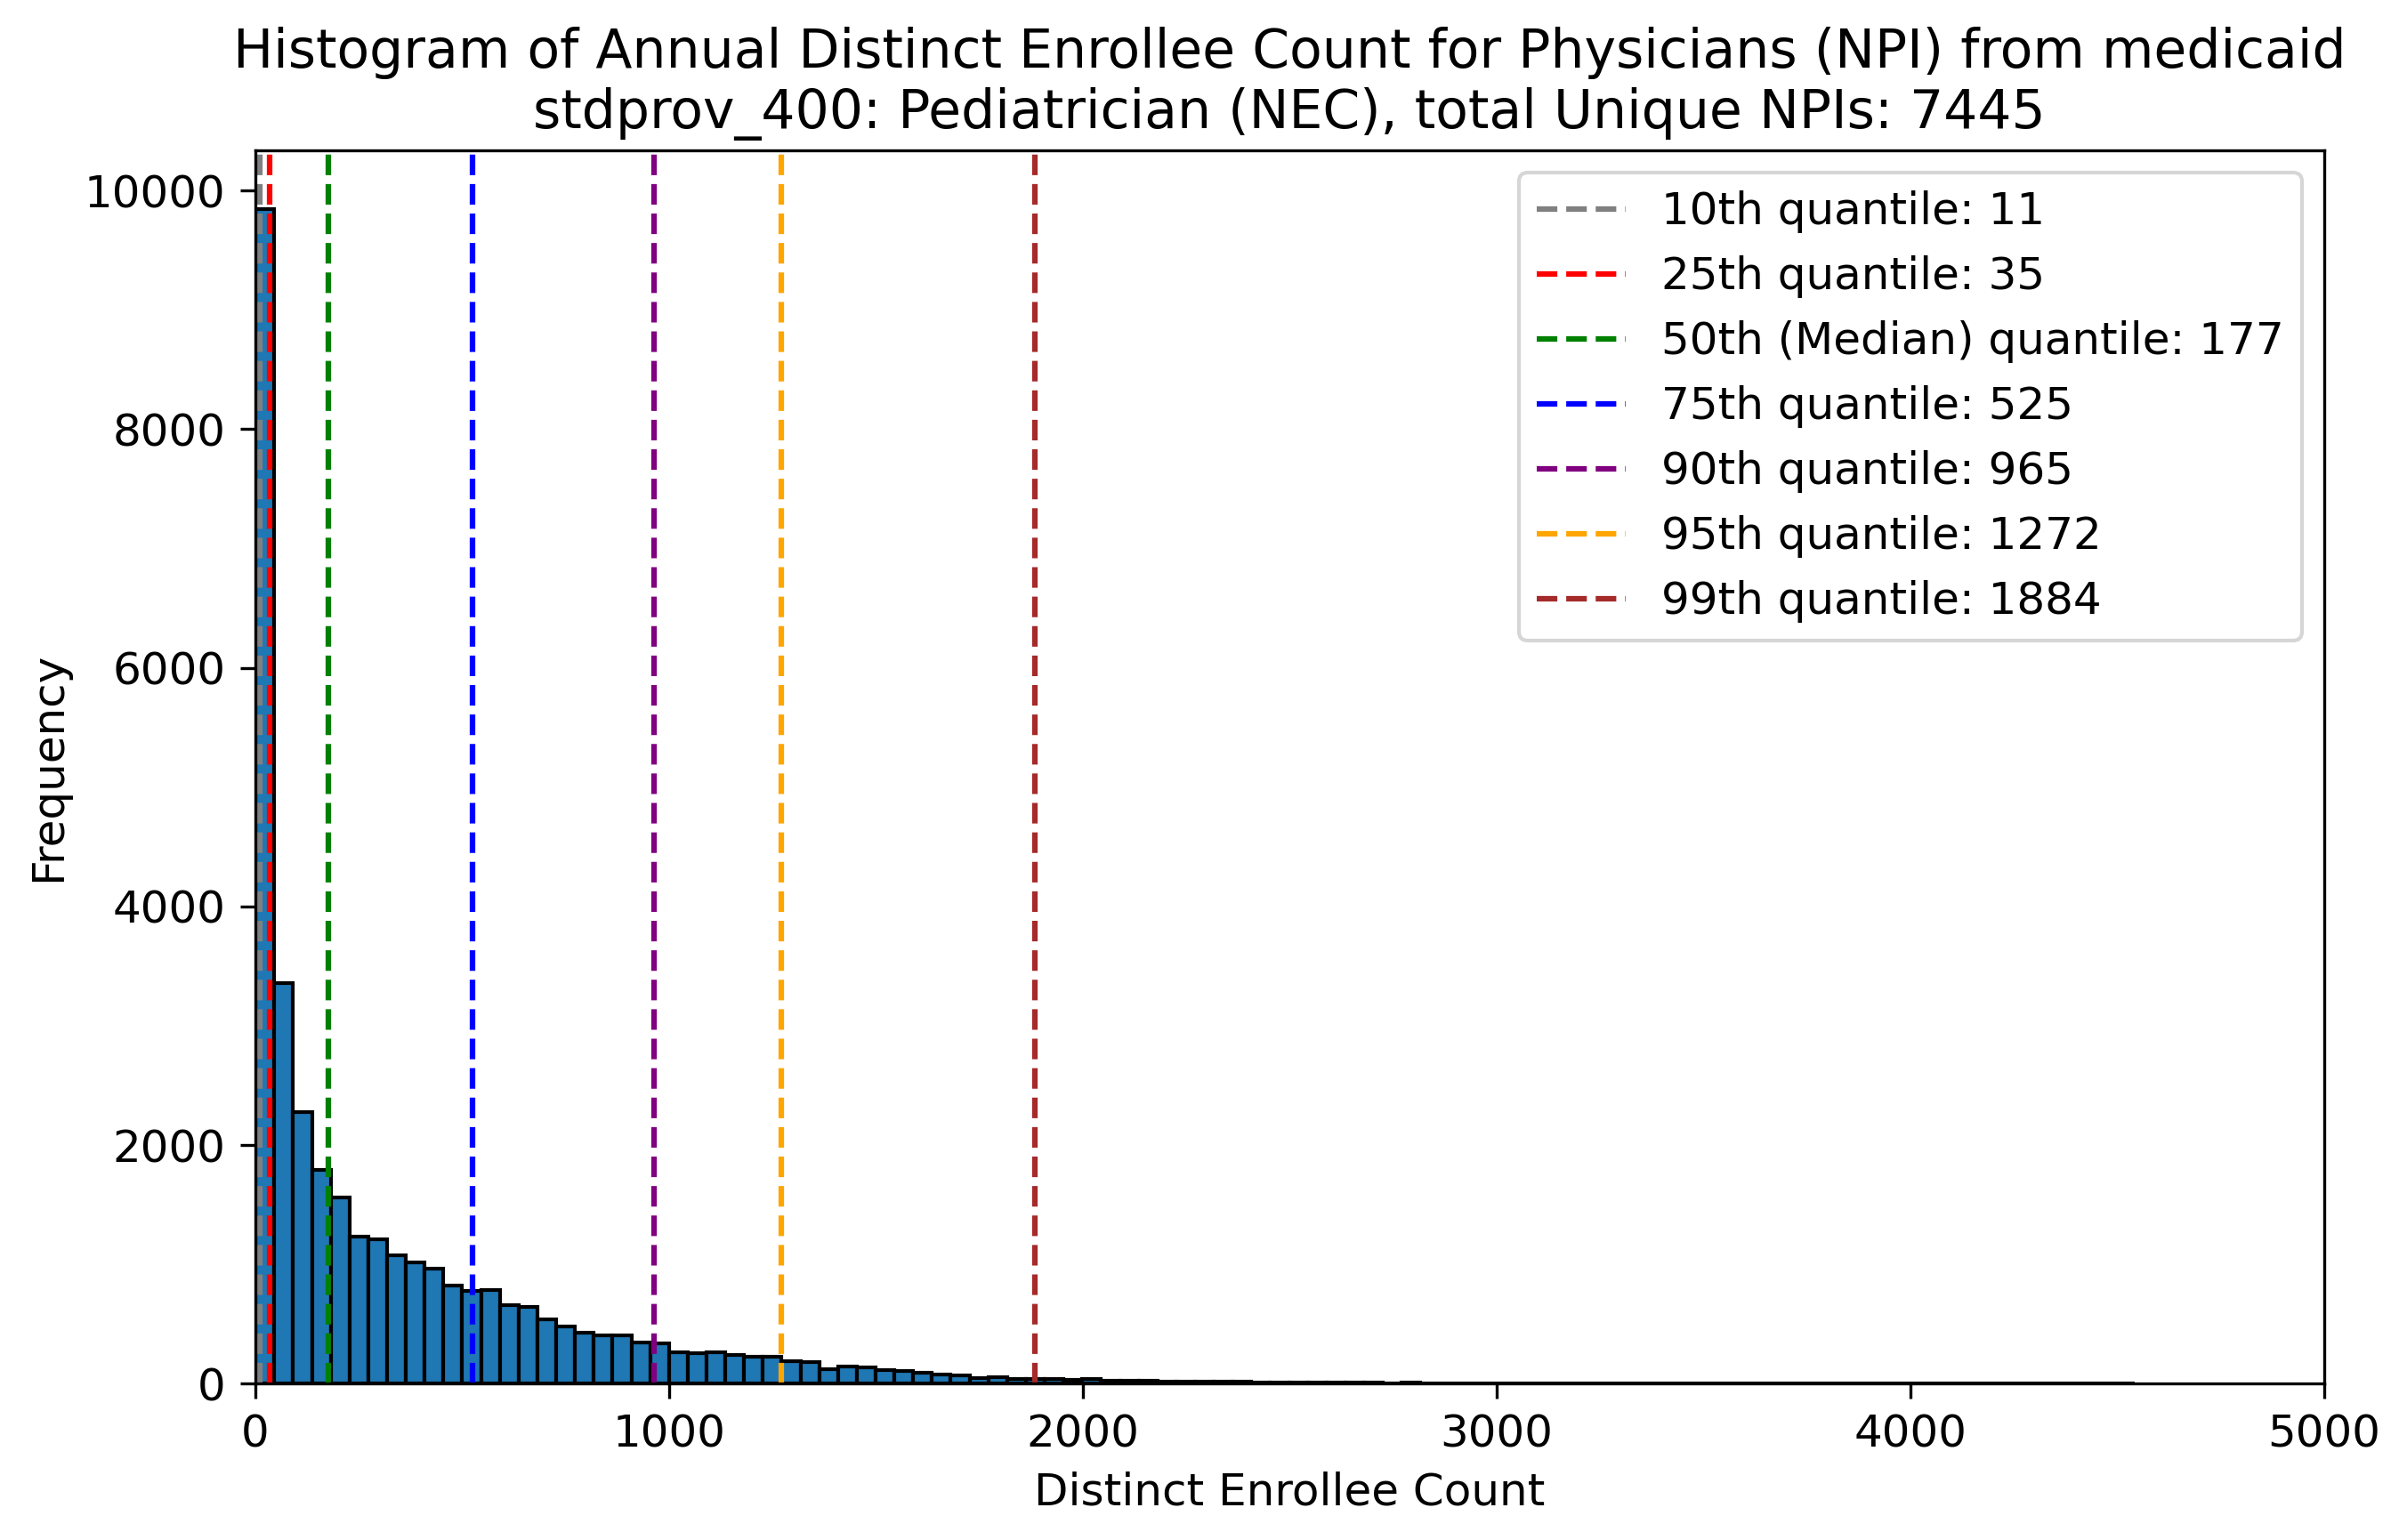 Histogram of Annual Distinct Enrollee Count for Physicians (NPI) from medicaid
stdprov_400: Pediatrician (NEC), total Unique NPIs: 7445
10th quantile: 11
25th quantile: 35
50th (Median) quantile: 177
75th quantile: 525
90th quantile: 965
95th quantile: 1272
99th quantile: 1884
Frequency
10000
8000
6000
4000
2000
0
0 1000 2000 3000 4000 5000
Distinct Enrollee Count